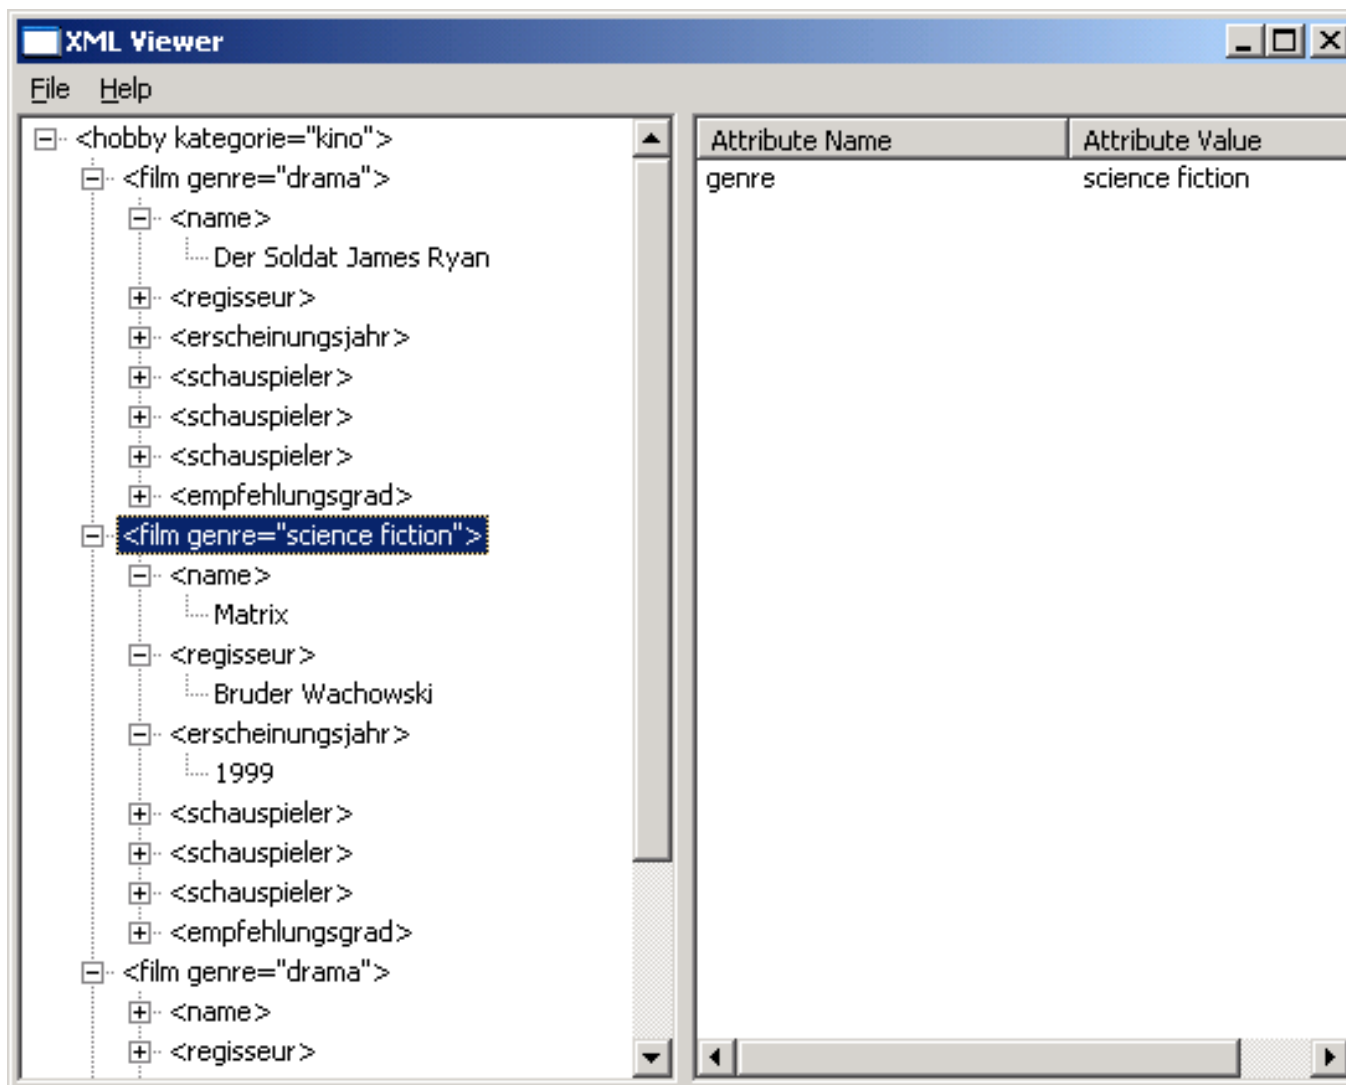 XML Viewer
File Help
<hobby kategorie="kino">
<film genre="drama">
<name>
Der Soldat James Ryan
<regisseur>
<erscheinungsjahr>
<schauspieler>
<schauspieler>
<schauspieler>
<empfehlungsgrad>
<film genre="science fiction">
<name>
Matrix
<regisseur>
Bruder Wachowski
<erscheinungsjahr>
1999
<schauspieler>
<schauspieler>
<schauspieler>
<empfehlungsgrad>
<film genre="drama">
<name>
<regisseur>
Attribute Name Attribute Value
genre science fiction